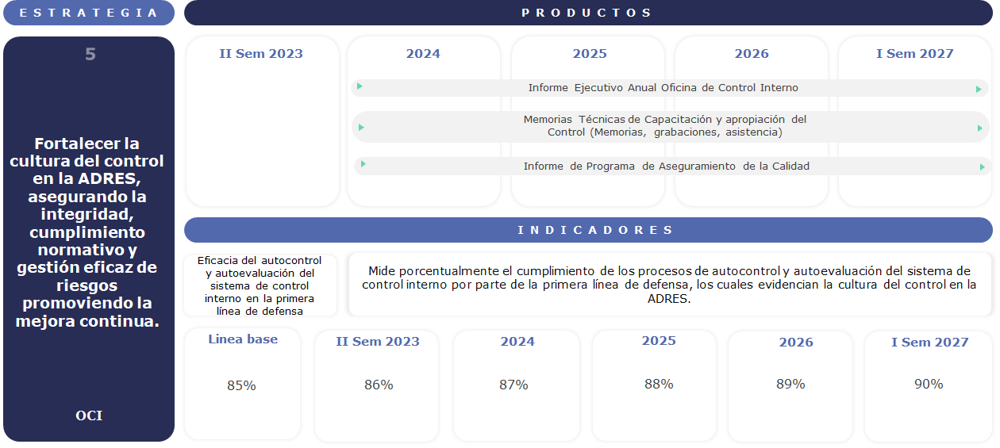 ESTRATEGIA
5
Fortalecer la
cultura del control
en la ADRES,
asegurando la
integridad,
cumplimiento
normativo y
gestión eficaz de
riesgos
promoviendo la
mejora continua.
OCI
PRODUCTOS
II Sem 2023
2024
2025
2026
I Sem 2027
Informe Ejecutivo Anual Oficina de Control Interno
Memorias Técnicas de Capacitación y apropiación del
Control (Memorias, grabaciones, asistencia)
Informe de Programa de Aseguramiento de la Calidad
INDICADORES
Eficacia del autocontrol
y autoevaluación del
sistema de control
interno en la primera
línea de defensa
Mide porcentualmente el cumplimiento de los procesos de autocontrol y autoevaluación del sistema de
control interno por parte de la primera línea de defensa, los cuales evidencian la cultura del control en la
ADRES.
Linea base
II Sem 2023
2024
2025
2026
I Sem 2027
85%
86%
87%
88%
89%
90%